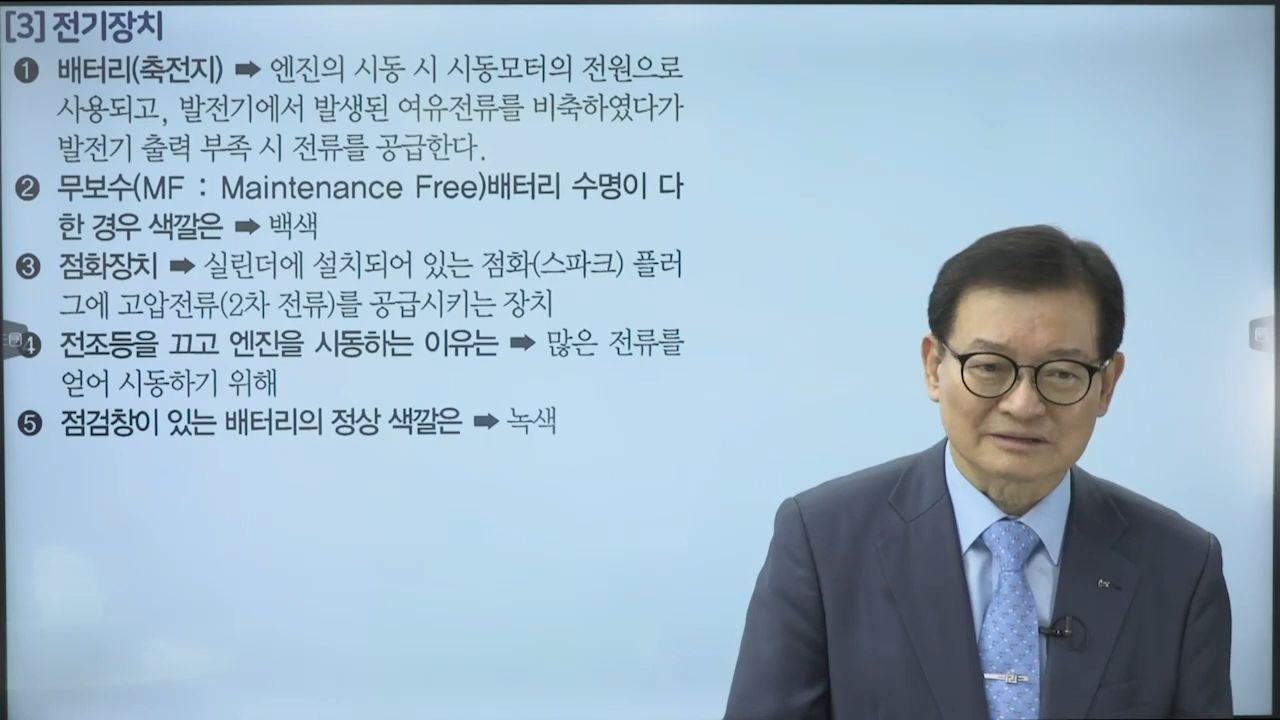 [3] 전기장치
❶ 배터리(축전지) ➡ 엔진의 시동 시 시동모터의 전원으로
사용되고, 발전기에서 발생된 여유전류를 비축하였다가
발전기 출력 부족 시 전류를 공급한다.
❷ 무보수(MF : Maintenance Free)배터리 수명이 다
한 경우 색깔은 ➡ 백색
❸ 점화장치 ➡ 실린더에 설치되어 있는 점화(스파크) 플러
그에 고압전류(2차 전류)를 공급시키는 장치
❹ 전조등을 끄고 엔진을 시동하는 이유는 ➡ 많은 전류를
얻어 시동하기 위해
❺ 점검창이 있는 배터리의 정상 색깔은 ➡ 녹색